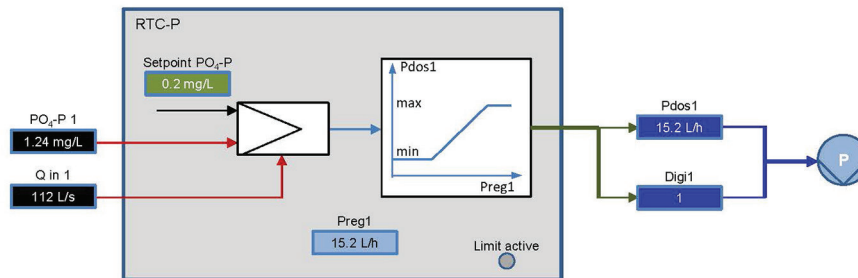 RTC-P
Setpoint PO₄-P
0.2 mg/L
PO₄-P 1
1.24 mg/L
Q in 1
112 L/s
Pdos1
max
min
Preg1
Preg1
15.2 L/h
Limit active
Pdos1
15.2 L/h
Digi1
1
P